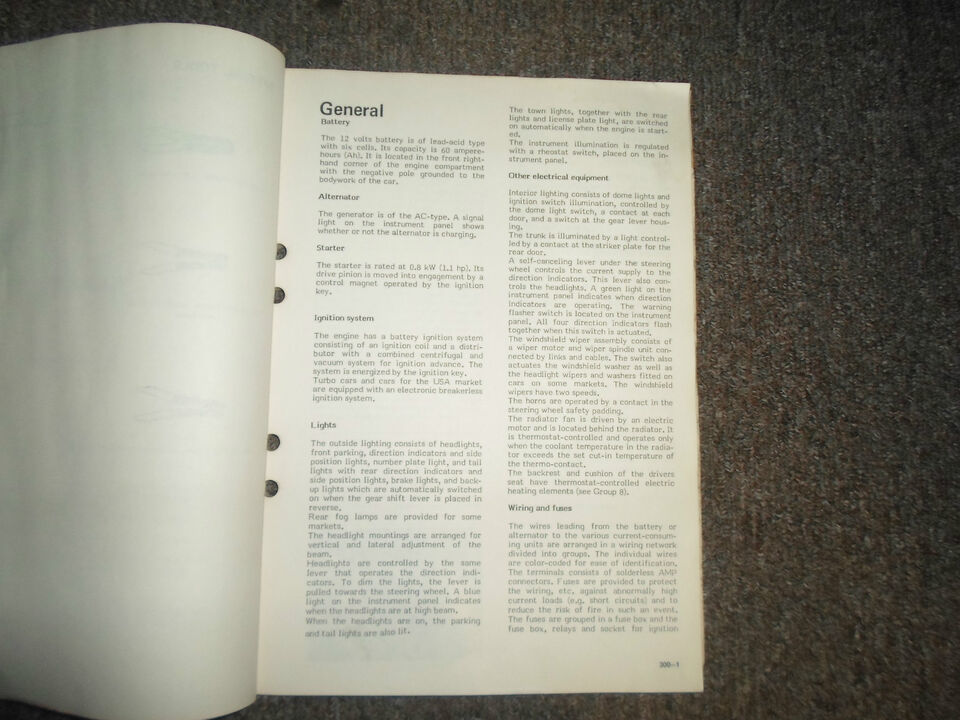 General
Battery
The 12 volts battery is of lead-acid type
with six cells. Its capacity is 60 ampere-
hours (Ah). It is located in the front right-
hand corner of the engine compartment
with the negative pole grounded to the
bodywork of the car.
Alternator
The generator is of the AC-type. A signal
light on the instrument panel shows
whether or not the alternator is charging.
Starter
The starter is rated at 0.8 kW (1.1 hp). Its
drive pinion is moved into engagement by a
control magnet operated by the ignition
key.
Ignition system
The engine has a battery ignition system
consisting of an ignition coil and a distri-
butor with a combined centrifugal and
vacuum system for ignition advance. The
system is energized by the ignition key.
Turbo cars and cars for the USA market
are equipped with an electronic breakerless
ignition system.
Lights
The outside lighting consists of headlights,
front parking, direction indicators and side
position lights, number plate light, and tail
lights with rear direction indicators and
side position lights, brake lights, and back-
up lights which are automatically switched
on when the gear shift lever is placed in
reverse.
Rear fog lamps are provided for some
markets.
The headlight mountings are arranged for
vertical and lateral adjustment of the
beam.
Headlights are controlled by the same
lever that operates the direction indi-
cators. To dim the lights, the lever is
pulled towards the steering wheel. A blue
light on the instrument panel indicates
when the headlights are at high beam.
When the headlights are on, the parking
and tail lights are also lit.
The town lights, together with the rear
lights and license plate light, are switched
on automatically when the engine is start-
ed.
The instrument illumination is regulated
with a rheostat switch, placed on the in-
strument panel.
Other electrical equipment
Interior lighting consists of dome lights and
ignition switch illumination, controlled by
the dome light switch, a contact at each
door, and a switch at the gear lever hous-
ing.
The trunk is illuminated by a light control-
led by a contact at the striker plate for the
rear door.
A self-canceling lever under the steering
wheel controls the current supply to the
direction indicators. This lever also con-
trols the headlights. A green light on the
instrument panel indicates when direction
indicators are operating. The warning
flasher switch is located on the instrument
panel. All four direction indicators flash
together when this switch is actuated.
The windshield wiper assembly consists of
a wiper motor and wiper spindle unit con-
nected by links and cables. The switch also
actuates the windshield washer as well as
the headlight wipers and washers fitted on
cars on some markets. The windshield
wipers have two speeds.
The horns are operated by a contact in the
steering wheel safety padding.
The radiator fan is driven by an electric
motor and is located behind the radiator. It
is thermostat-controlled and operates only
when the coolant temperature in the radia-
tor exceeds the set cut-in temperature of
the thermo-contact.
The backrest and cushion of the drivers
seat have thermostat-controlled electric
heating elements (see Group 8).
Wiring and fuses
The wires leading from the battery or
alternator to the various current-consum-
ing units are arranged in a wiring network
divided into groups. The individual wires
are color-coded for ease of identification.
The terminals consists of solderless AMP
connectors. Fuses are provided to protect
the wiring, etc. against abnormally high
current loads (e.g. short circuits) and to
reduce the risk of fire in such an event.
The fuses are grouped in a fuse box and the
fuse box, relays and socket for ignition
300-1